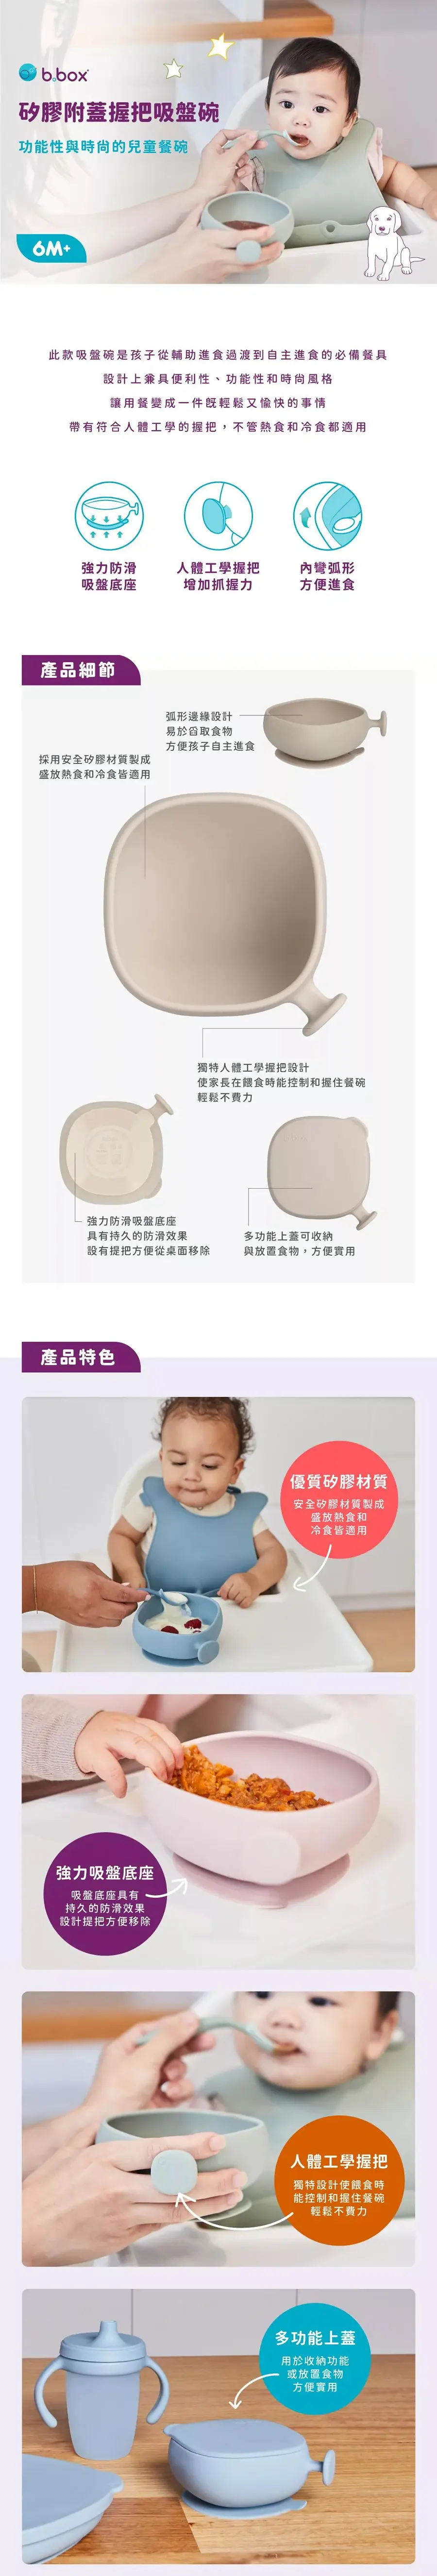 b.box
矽膠附蓋握把吸盤碗
功能性與時尚的兒童餐碗
6M+
此款吸盤碗是孩子從輔助進食過渡到自主進食的必備餐具
設計上兼具便利性、功能性和時尚風格
讓用餐變成一件既輕鬆又愉快的事情
帶有符合人體工學的握把，不管熱食和冷食都適用
強力防滑
吸盤底座
人體工學握把
增加抓握力
內彎弧形
方便進食
產品細節
弧形邊緣設計
易於舀取食物
方便孩子自主進食
採用安全矽膠材質製成
盛放熱食和冷食皆適用
獨特人體工學握把設計
使家長在餵食時能控制和握住餐碗
輕鬆不費力
強力防滑吸盤底座
具有持久的防滑效果
設有提把方便從桌面移除
多功能上蓋可收納
與放置食物，方便實用
產品特色
優質矽膠材質
安全矽膠材質製成
盛放熱食和
冷食皆適用
強力吸盤底座
吸盤底座具有
持久的防滑效果
設計提把方便移除
人體工學握把
獨特設計使餵食時
能控制和握住餐碗
輕鬆不費力
多功能上蓋
用於收納功能
或放置食物
方便實用